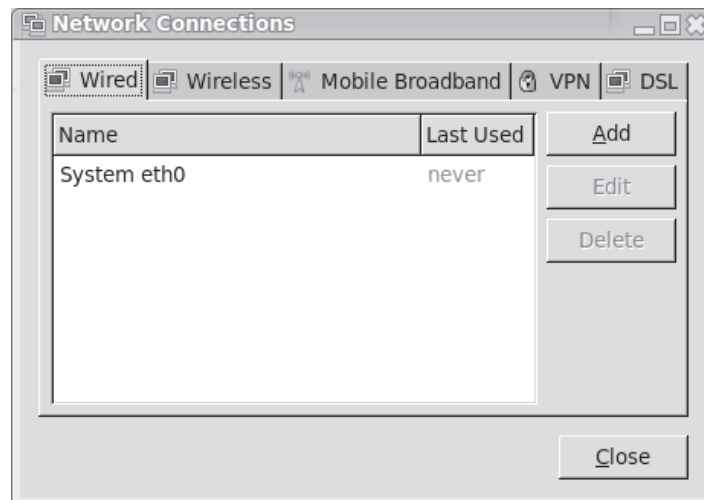 Network Connections
Wired Wireless Mobile Broadband VPN DSL
Name Last Used Add
System eth0 never Edit
Delete
Close